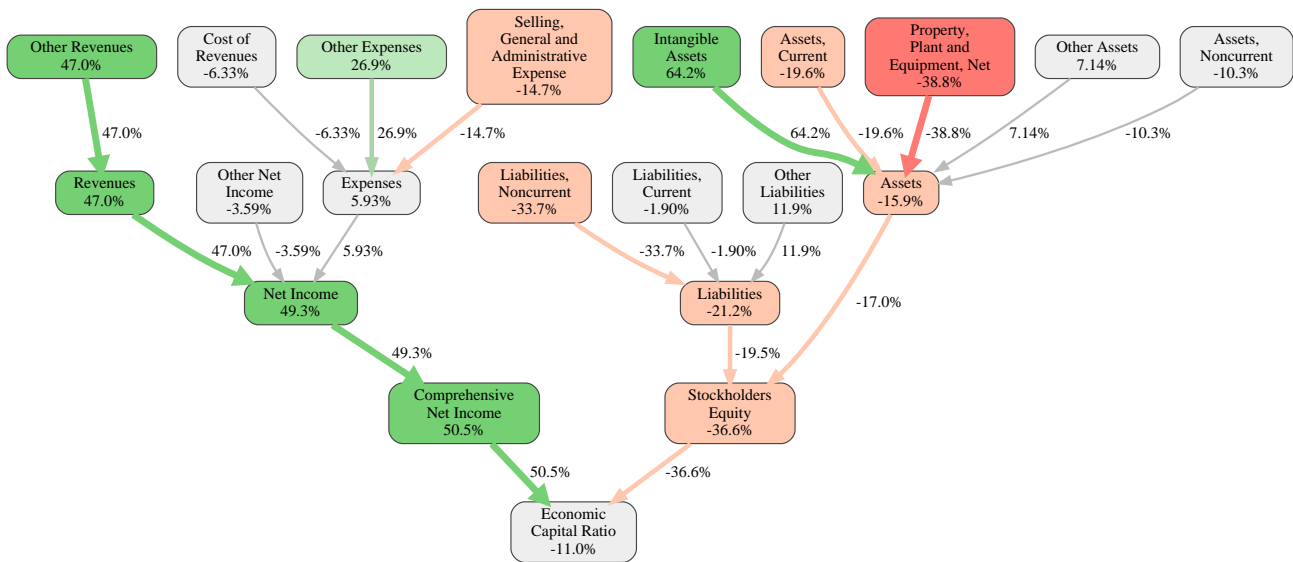 Other Revenues
47.0%
Cost of
Revenues
-6.33%
Other Expenses
26.9%
Selling,
General and
Administrative
Expense
-14.7%
Intangible
Assets
64.2%
Assets,
Current
-19.6%
Property,
Plant and
Equipment, Net
-38.8%
Other Assets
7.14%
Assets,
Noncurrent
-10.3%
47.0%
-6.33%
26.9%
-14.7%
64.2%
-19.6%
-38.8%
7.14%
-10.3%
Revenues
47.0%
Other Net
Income
-3.59%
Expenses
5.93%
Liabilities,
Noncurrent
-33.7%
Liabilities,
Current
-1.90%
Other
Liabilities
11.9%
Assets
-15.9%
47.0%
-3.59%
5.93%
-33.7%
-1.90%
11.9%
-17.0%
Net Income
49.3%
Liabilities
-21.2%
49.3%
-19.5%
Comprehensive
Net Income
50.5%
Stockholders
Equity
-36.6%
50.5%
-36.6%
Economic
Capital Ratio
-11.0%